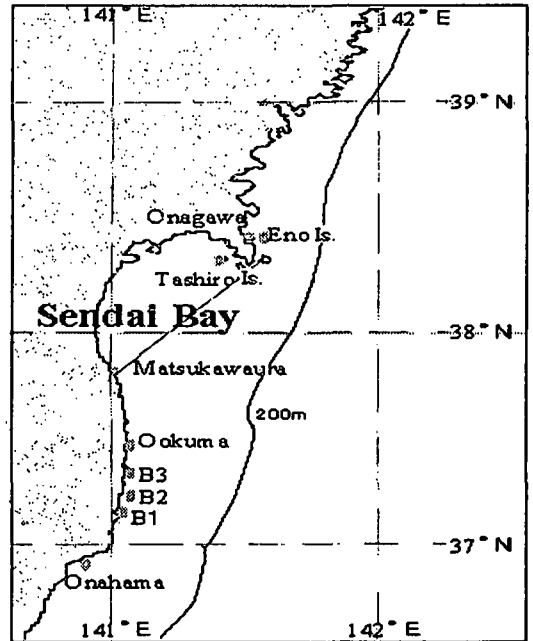 141°E
142°E
39°N
Onagawa
Eno Is.
Tashiro Is.
Sendai Bay
38°N
Matsukawaura
200m
Ookuma
B3
B2
B1
37°N
Onahama
141°E
142°E